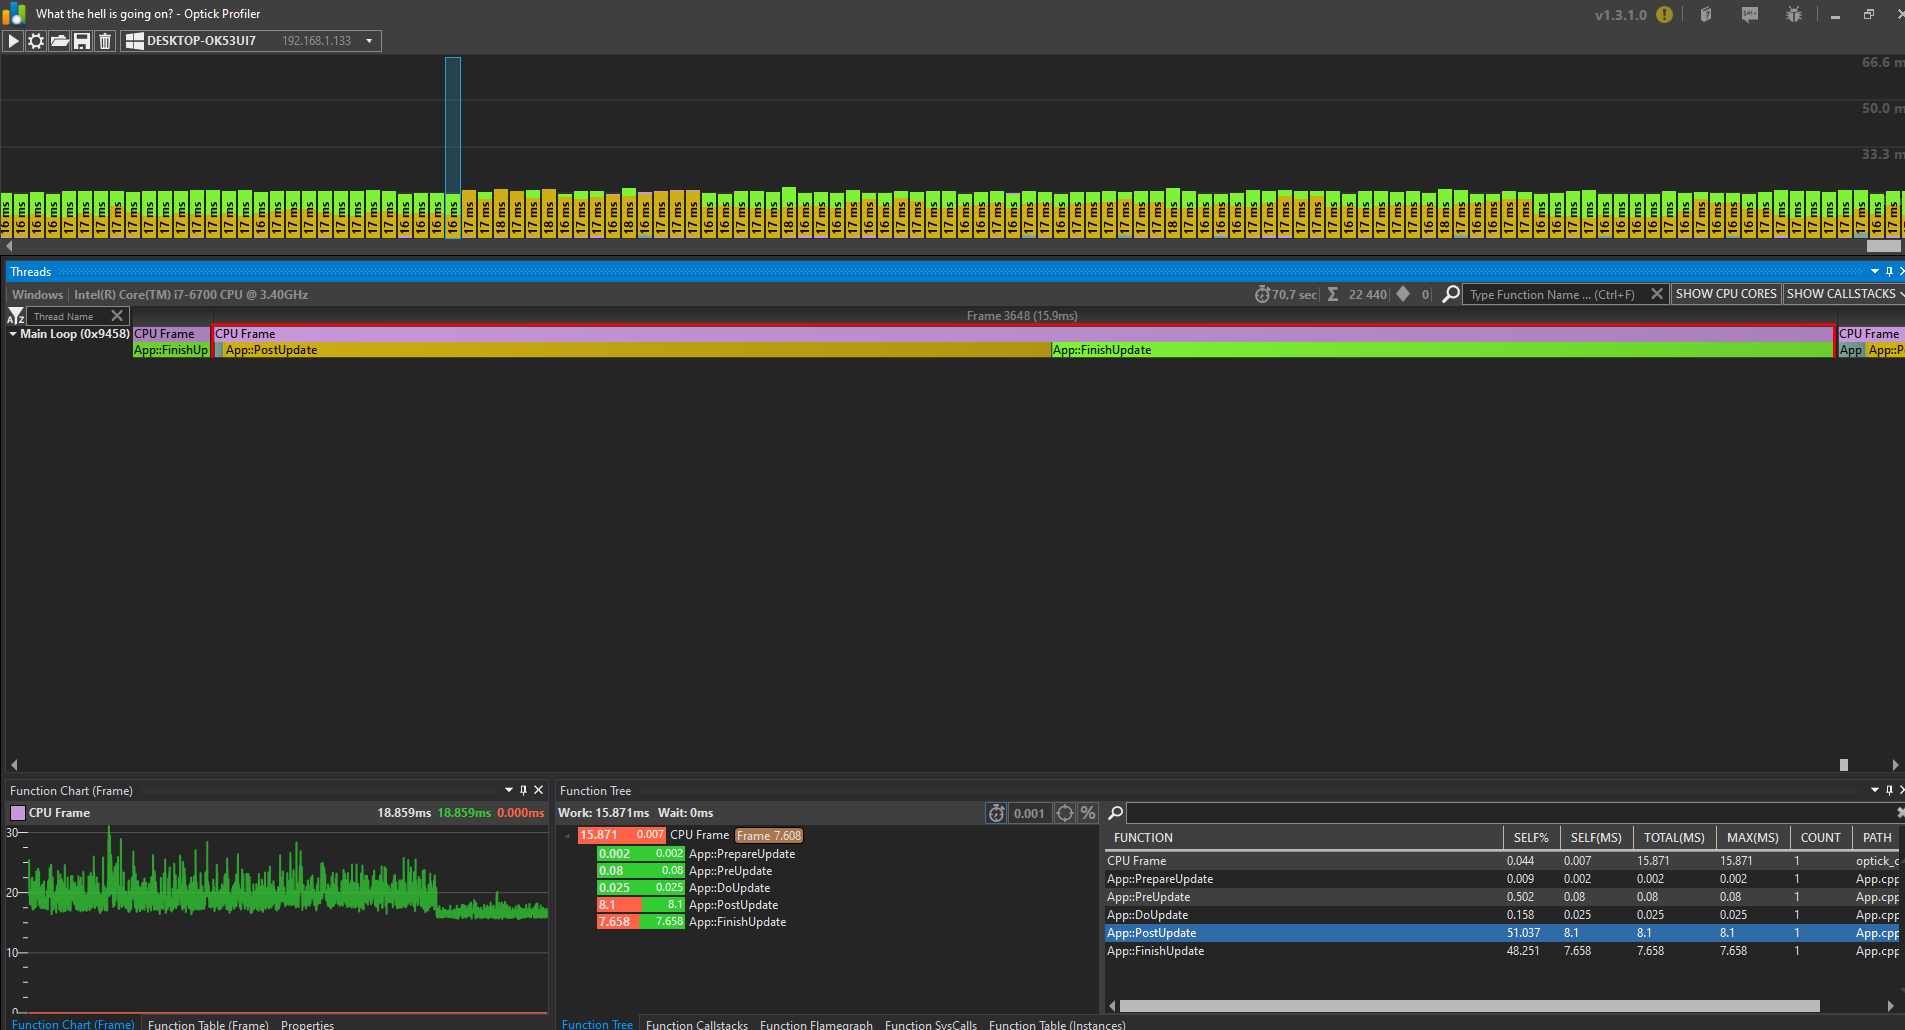 What the hell is going on? - Optick Profiler
v1.3.1.0
DESKTOP-OK53UI7 192.168.1.133
66.6 m
50.0 m
33.3 m
Threads
Windows Intel(R) Core(TM) i7-6700 CPU @ 3.40GHz
70,7 sec Σ 22 440 0 Type Function Name ... (Ctrl+F) SHOW CPU CORES SHOW CALLSTACKS
Thread Name Frame 3648 (15.9ms)
Main Loop (0x9458) CPU Frame CPU Frame CPU Frame
App::FinishUp App::PostUpdate App::FinishUpdate App App::P
Function Chart (Frame)
CPU Frame 18.859ms 18.859ms 0.000ms
30
20
10
0
Function Chart (Frame) Function Table (Frame) Properties
Function Tree
Work: 15.871ms Wait: 0ms 0.001 %
15.871 0.007 CPU Frame Frame 7.608
0.002 0.002 App::PrepareUpdate
0.08 0.08 App::PreUpdate
0.025 0.025 App::DoUpdate
8.1 8.1 App::PostUpdate
7.658 7.658 App::FinishUpdate
FUNCTION SELF% SELF(MS) TOTAL(MS) MAX(MS) COUNT PATH
CPU Frame 0.044 0.007 15.871 15.871 1 optick_c
App::PrepareUpdate 0.009 0.002 0.002 0.002 1 App.cpp
App::PreUpdate 0.502 0.08 0.08 0.08 1 App.cpp
App::DoUpdate 0.158 0.025 0.025 0.025 1 App.cpp
App::PostUpdate 51.037 8.1 8.1 8.1 1 App.cpp
App::FinishUpdate 48.251 7.658 7.658 7.658 1 App.cpp
Function Tree Function Callstacks Function Flamegraph Function SysCalls Function Table (Instances)